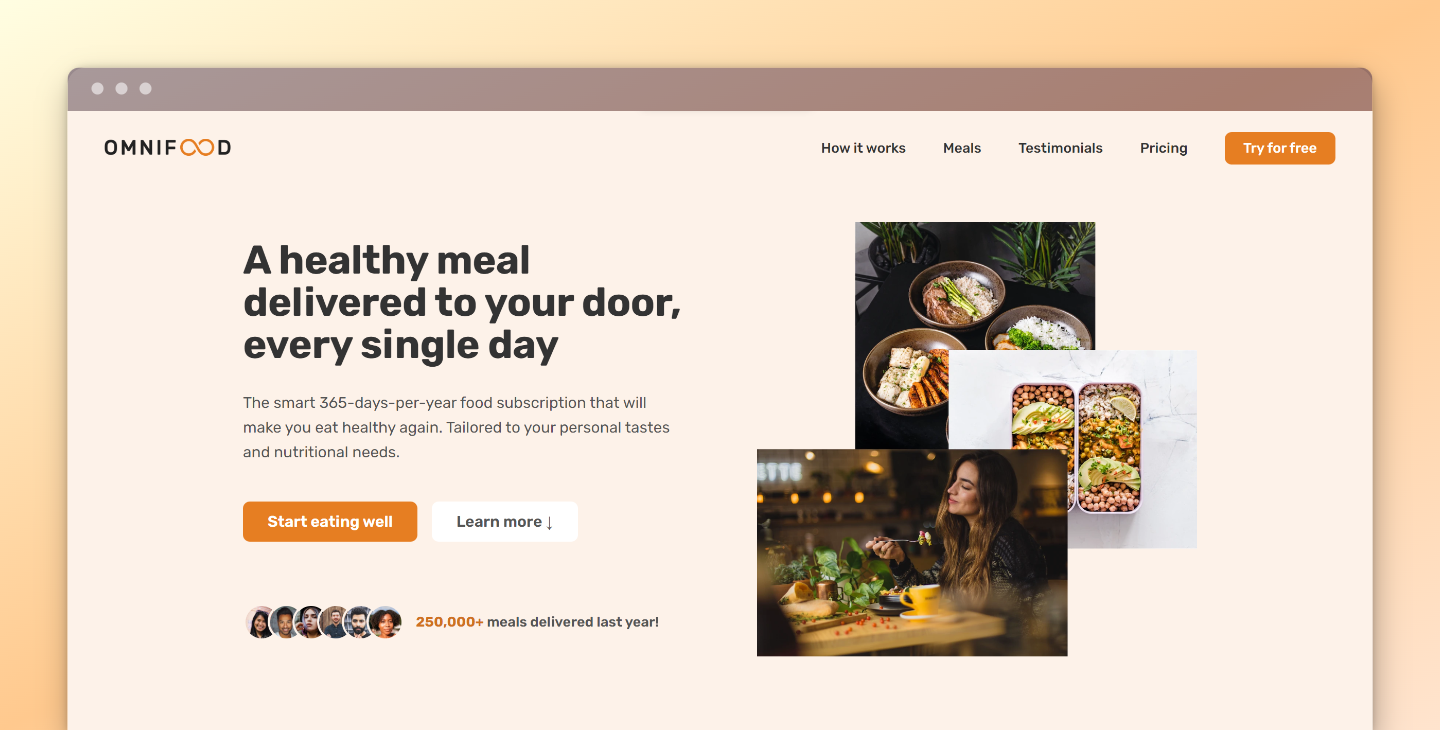 OMNIFOOD
How it works Meals Testimonials Pricing Try for free
A healthy meal
delivered to your door,
every single day
The smart 365-days-per-year food subscription that will
make you eat healthy again. Tailored to your personal tastes
and nutritional needs.
Start eating well Learn more ↓
250,000+ meals delivered last year!